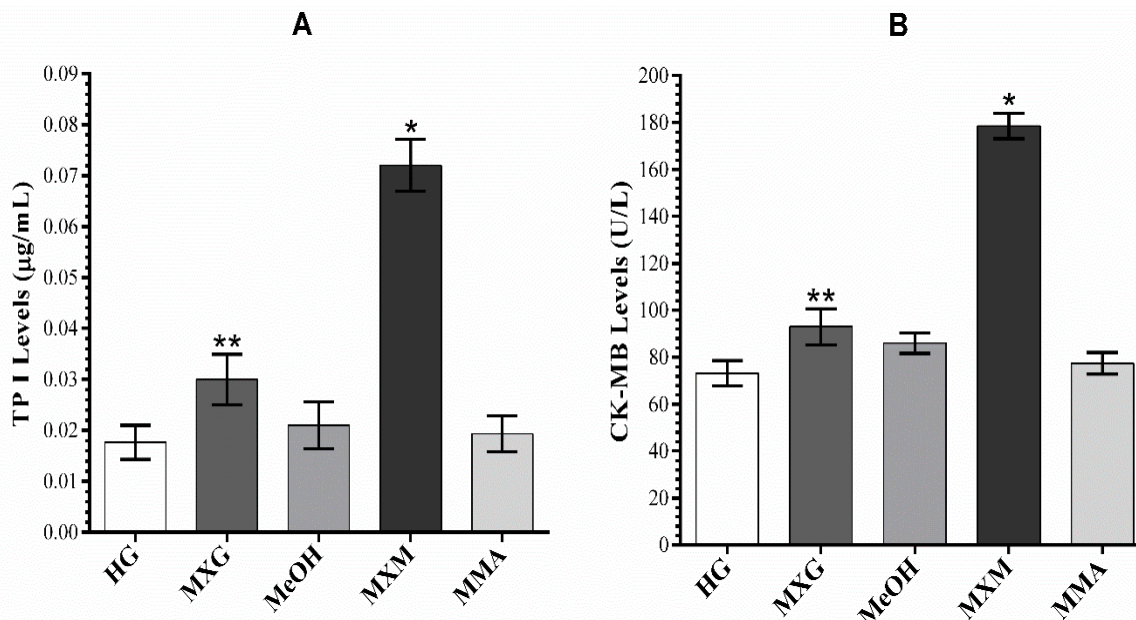 A
TP I Levels (µg/mL)
0.09
0.08
0.07
0.06
0.05
0.04
0.03
0.02
0.01
0.00
**
*
HG
MXG
MeOH
MXM
MMA
B
CK-MB Levels (U/L)
200
180
160
140
120
100
80
60
40
20
0
**
*
HG
MXG
MeOH
MXM
MMA